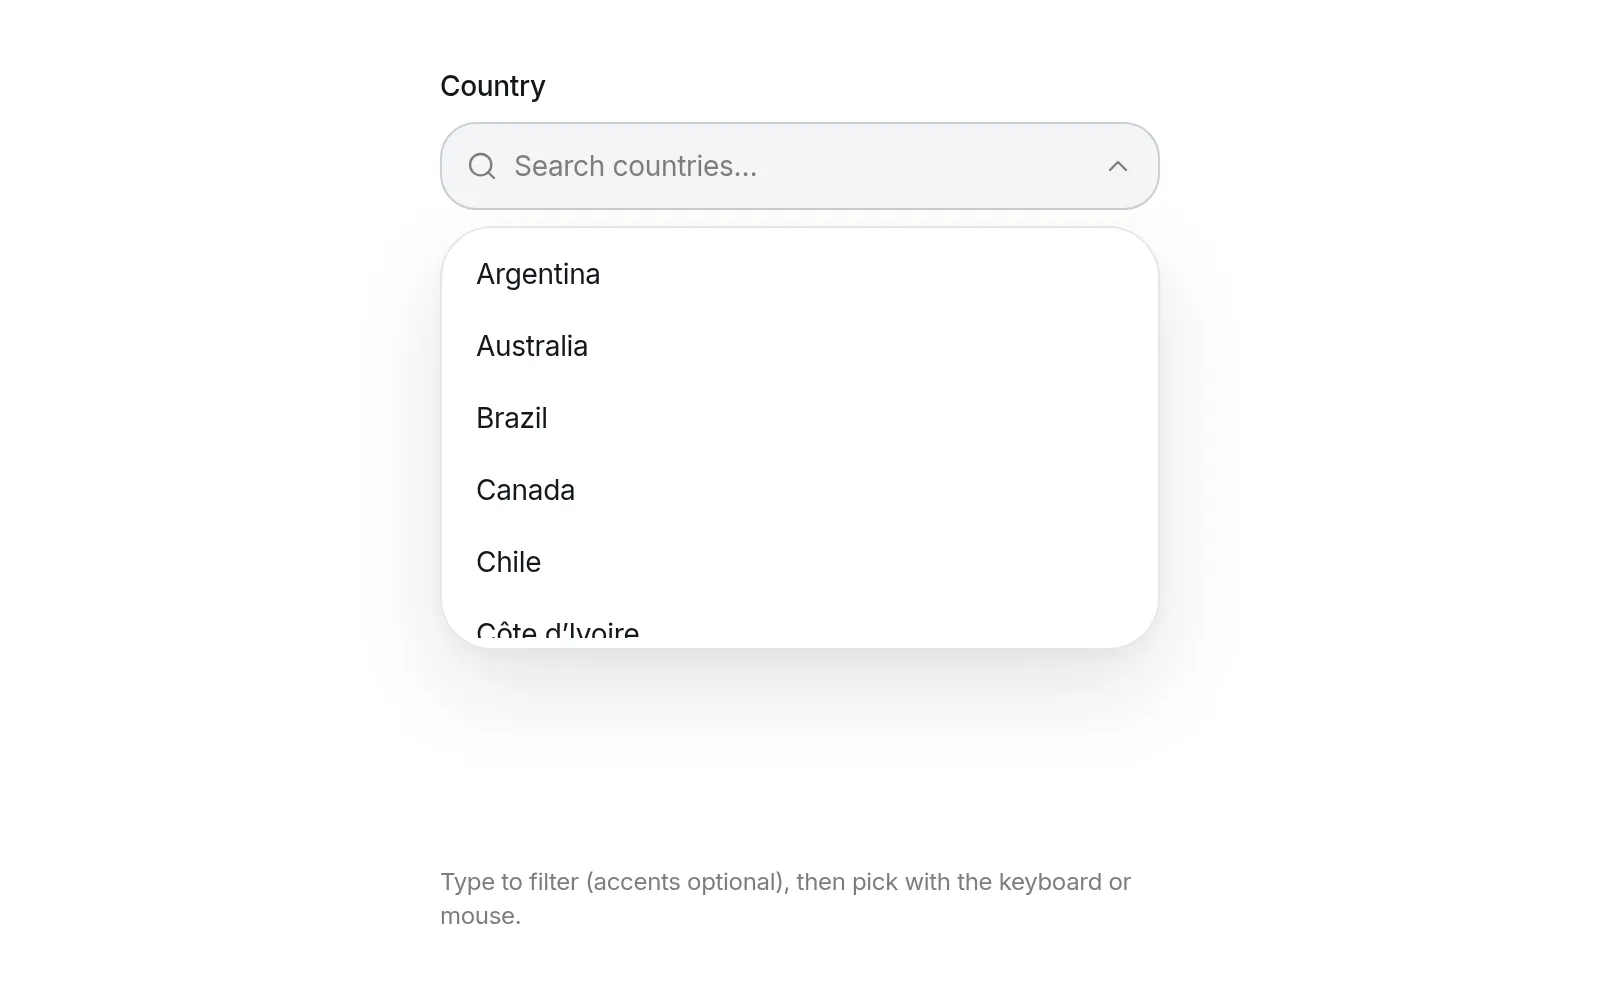 Country
Search countries...
Argentina
Australia
Brazil
Canada
Chile
Côte d’Ivoire
Type to filter (accents optional), then pick with the keyboard or
mouse.